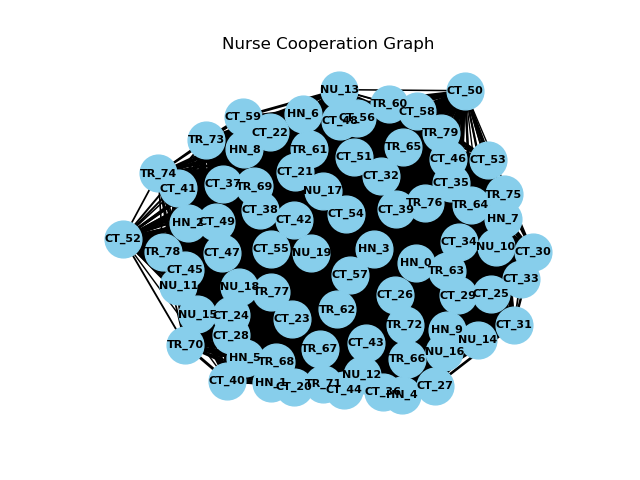 Nurse Cooperation Graph
NU_13
CT_50
TR_60
CT_58
HN_6
CT_59
CT_56
CT_48
CT_22
TR_79
TR_73
TR_65
HN_8
TR_61
CT_51
CT_46
CT_53
TR_74
CT_21
CT_32
CT_35
CT_41
CT_37
TR_69
NU_17
TR_75
TR_76
TR_64
CT_38
CT_39
CT_54
HN_7
HN_2
CT_49
CT_42
CT_52
CT_34
NU_10
HN_3
CT_30
TR_78
CT_47
CT_55
NU_19
HN_0
CT_45
TR_63
CT_57
CT_33
NU_11
NU_18
TR_77
CT_26
CT_29
CT_25
TR_62
NU_15
CT_24
CT_23
TR_72
CT_31
HN_9
CT_28
TR_70
CT_43
NU_14
TR_67
NU_16
HN_5
TR_68
TR_66
NU_12
CT_40
HN_1
CT_20
TR_71
CT_44
CT_36
HN_4
CT_27